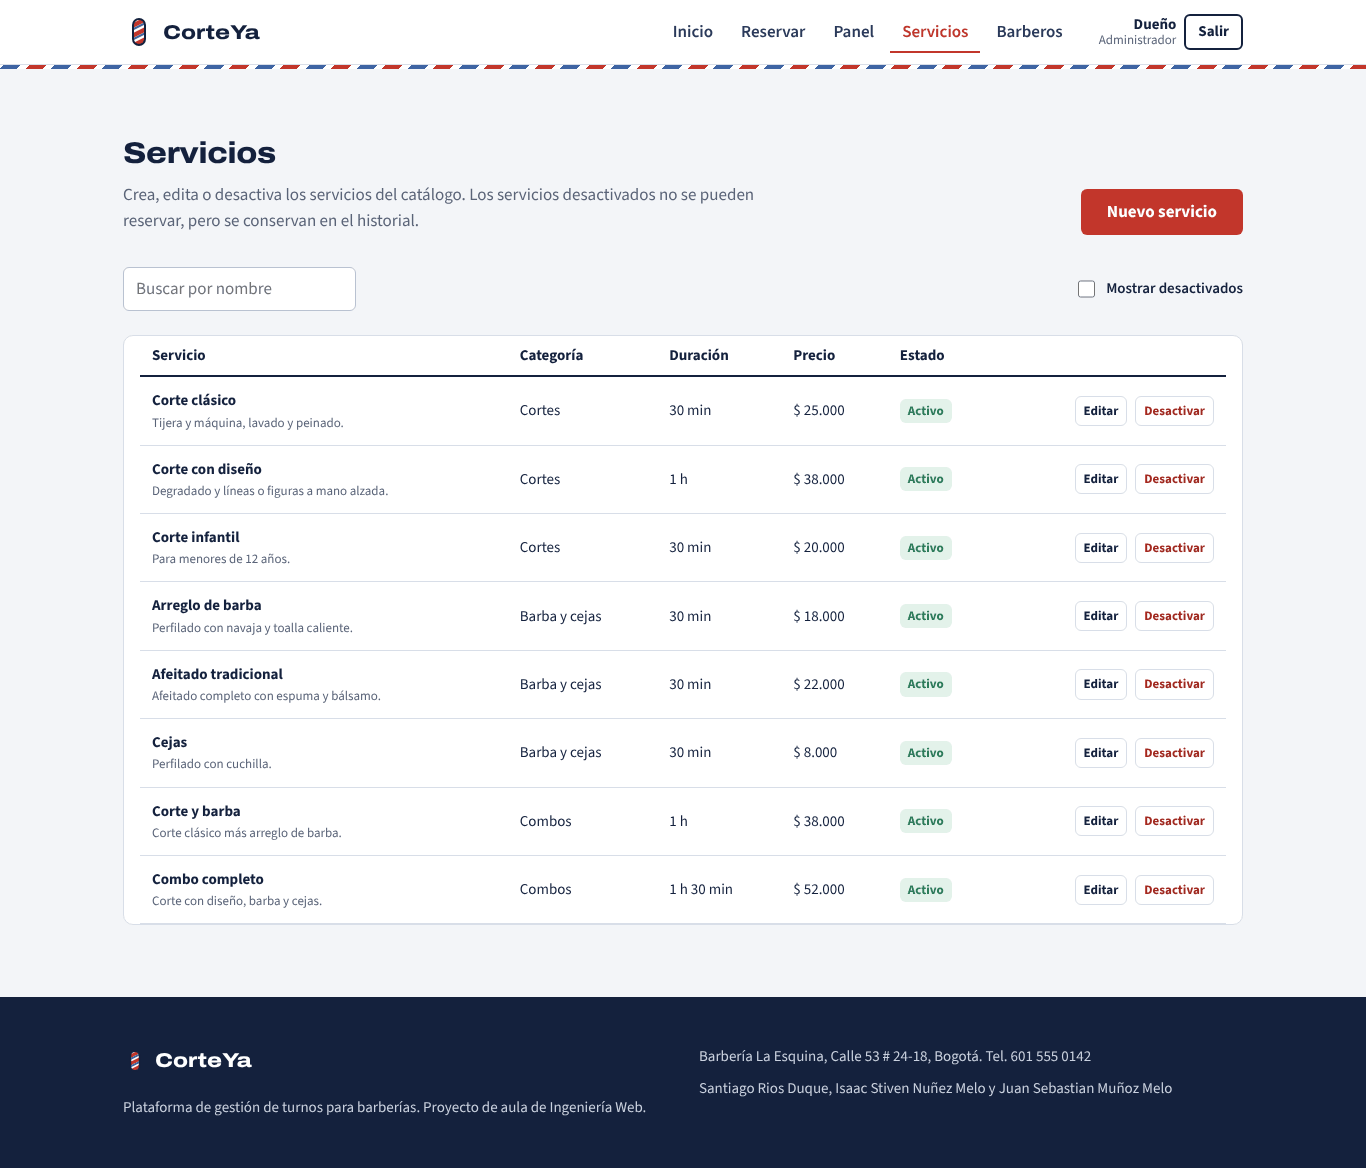 CorteYa
Inicio
Reservar
Panel
Servicios
Barberos
Dueño
Administrador
Salir
Servicios
Crea, edita o desactiva los servicios del catálogo. Los servicios desactivados no se pueden
reservar, pero se conservan en el historial.
Nuevo servicio
Buscar por nombre
Mostrar desactivados
Servicio Categoría Duración Precio Estado
Corte clásico
Tijera y máquina, lavado y peinado.
Cortes 30 min $ 25.000 Activo Editar Desactivar
Corte con diseño
Degradado y líneas o figuras a mano alzada.
Cortes 1 h $ 38.000 Activo Editar Desactivar
Corte infantil
Para menores de 12 años.
Cortes 30 min $ 20.000 Activo Editar Desactivar
Arreglo de barba
Perfilado con navaja y toalla caliente.
Barba y cejas 30 min $ 18.000 Activo Editar Desactivar
Afeitado tradicional
Afeitado completo con espuma y bálsamo.
Barba y cejas 30 min $ 22.000 Activo Editar Desactivar
Cejas
Perfilado con cuchilla.
Barba y cejas 30 min $ 8.000 Activo Editar Desactivar
Corte y barba
Corte clásico más arreglo de barba.
Combos 1 h $ 38.000 Activo Editar Desactivar
Combo completo
Corte con diseño, barba y cejas.
Combos 1 h 30 min $ 52.000 Activo Editar Desactivar
CorteYa
Plataforma de gestión de turnos para barberías. Proyecto de aula de Ingeniería Web.
Barbería La Esquina, Calle 53 # 24-18, Bogotá. Tel. 601 555 0142
Santiago Rios Duque, Isaac Stiven Nuñez Melo y Juan Sebastian Muñoz Melo